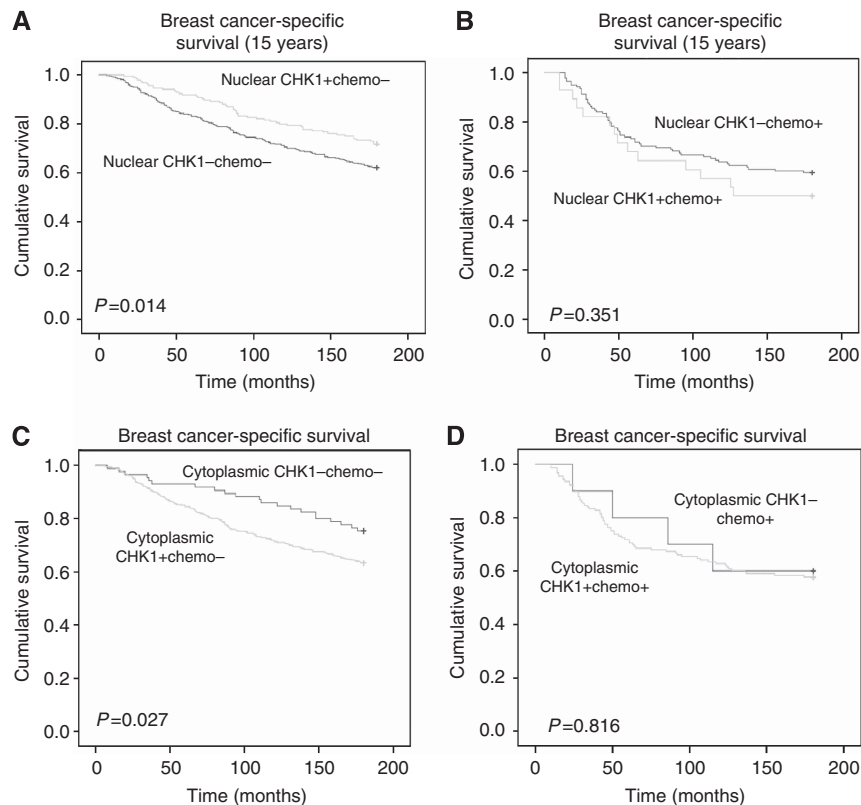 A
Breast cancer-specific
survival (15 years)
1.0
0.8
0.6
0.4
0.2
0.0
Cumulative survival
Nuclear CHK1+chemo–
Nuclear CHK1–chemo–
P=0.014
0 50 100 150 200
Time (months)
B
Breast cancer-specific
survival (15 years)
1.0
0.8
0.6
0.4
0.2
0.0
Cumulative survival
Nuclear CHK1–chemo+
Nuclear CHK1+chemo+
P=0.351
0 50 100 150 200
Time (months)
C
Breast cancer-specific survival
1.0
0.8
0.6
0.4
0.2
0.0
Cumulative survival
Cytoplasmic CHK1–chemo–
Cytoplasmic
CHK1+chemo–
P=0.027
0 50 100 150 200
Time (months)
D
Breast cancer-specific survival
1.0
0.8
0.6
0.4
0.2
0.0
Cumulative survival
Cytoplasmic CHK1–
chemo+
Cytoplasmic
CHK1+chemo+
P=0.816
0 50 100 150 200
Time (months)